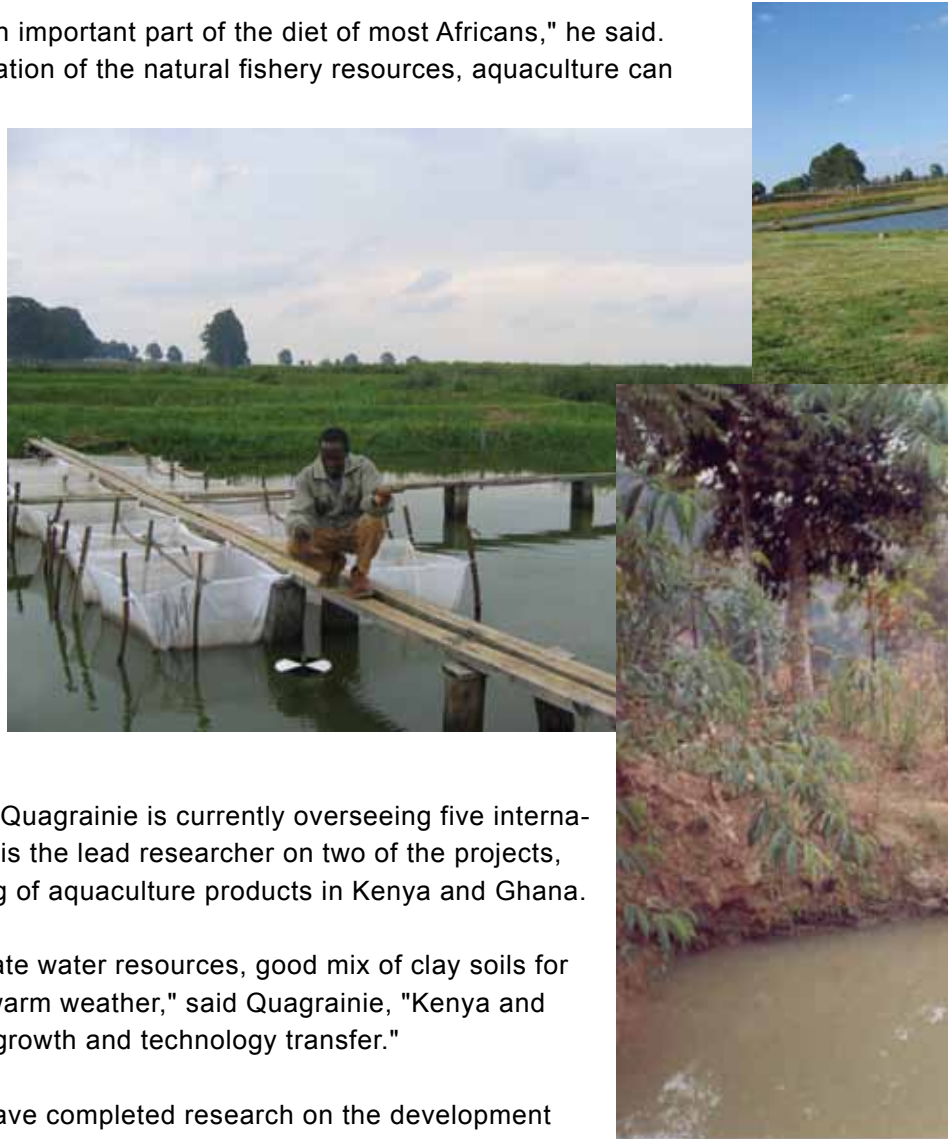 n important part of the diet of most Africans," he said.
ation of the natural fishery resources, aquaculture can
Quagrainie is currently overseeing five interna-
is the lead researcher on two of the projects,
g of aquaculture products in Kenya and Ghana.
ate water resources, good mix of clay soils for
warm weather," said Quagrainie, "Kenya and
growth and technology transfer."
ave completed research on the development